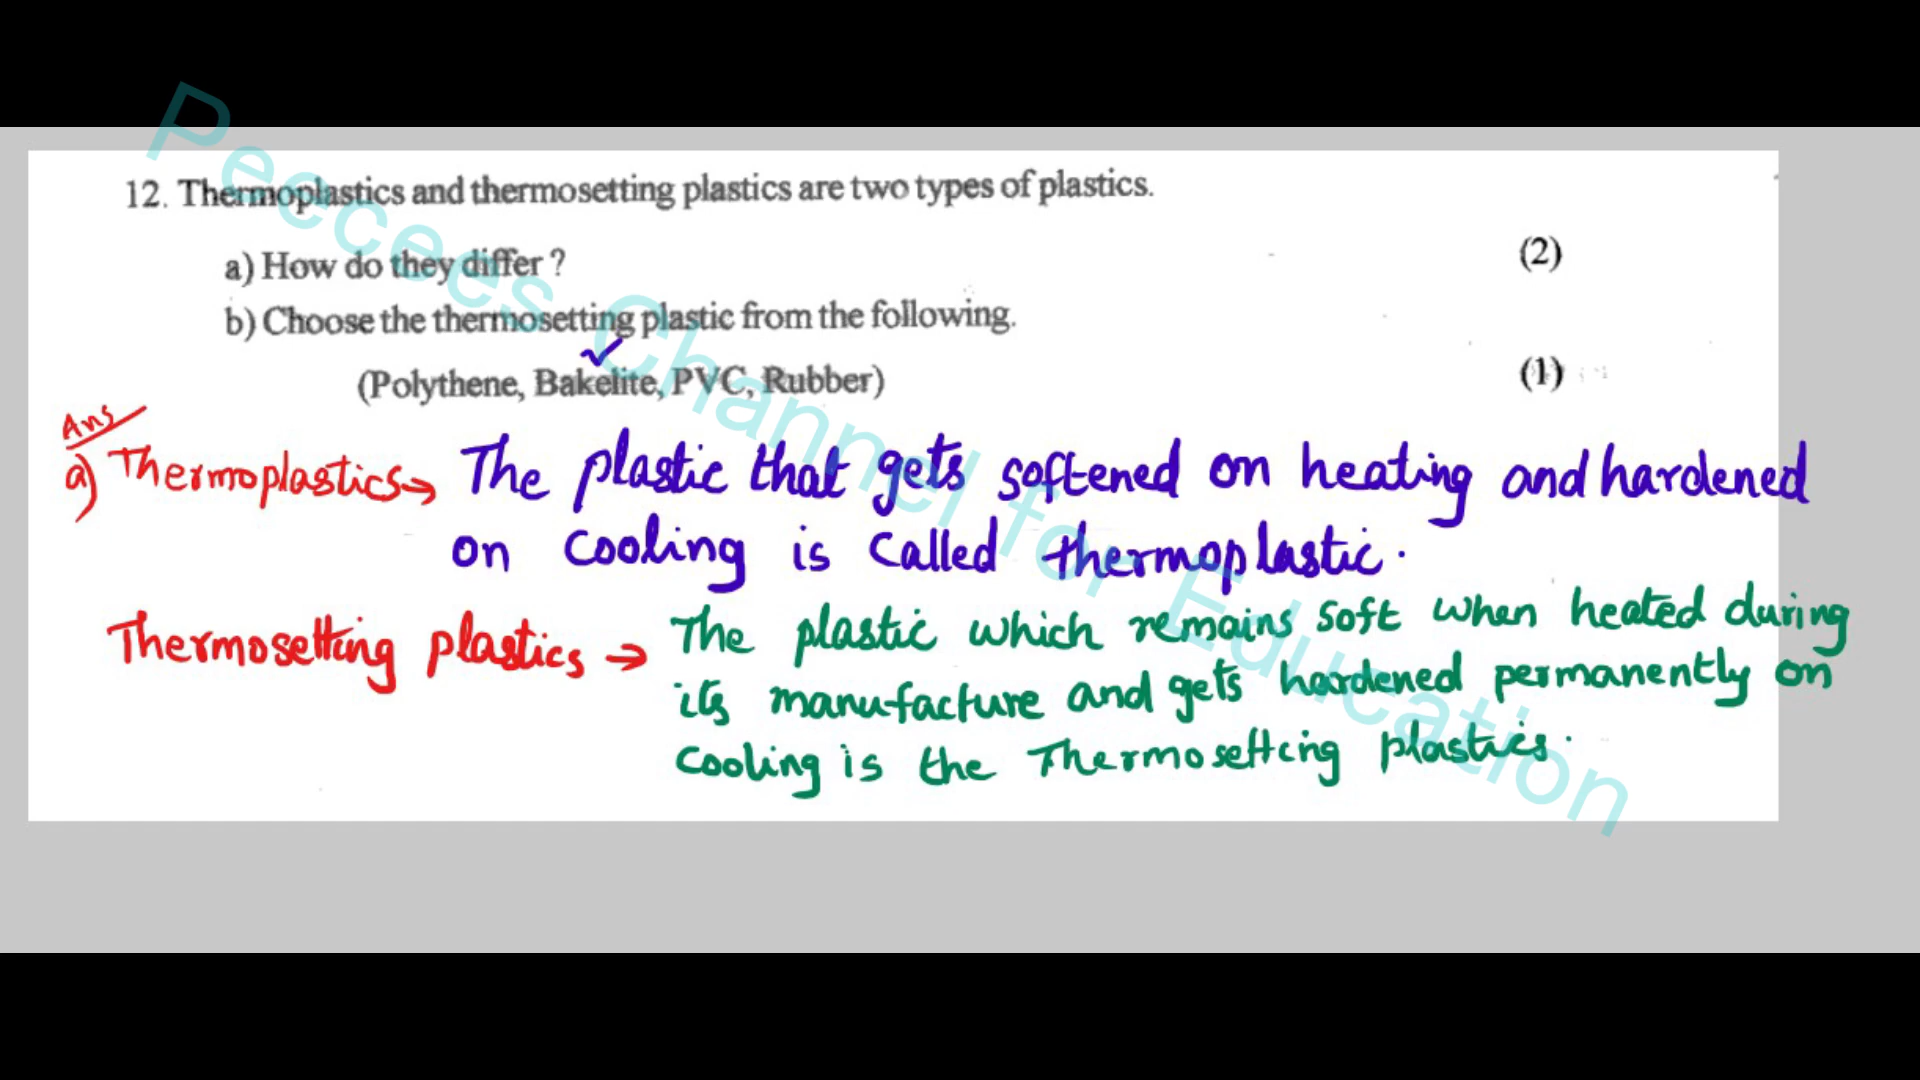 12. Thermoplastics and thermosetting plastics are two types of plastics.
a) How do they differ ? (2)
b) Choose the thermosetting plastic from the following.
(Polythene, Bakelite, PVC, Rubber) (1)
Ans
a) Thermoplastics → The plastic that gets softened on heating and hardened
on cooling is called thermoplastic.
Thermosetting plastics → The plastic which remains soft when heated during
its manufacture and gets hardened permanently on
cooling is the Thermosetting plastics.
Peecees Channel for Education